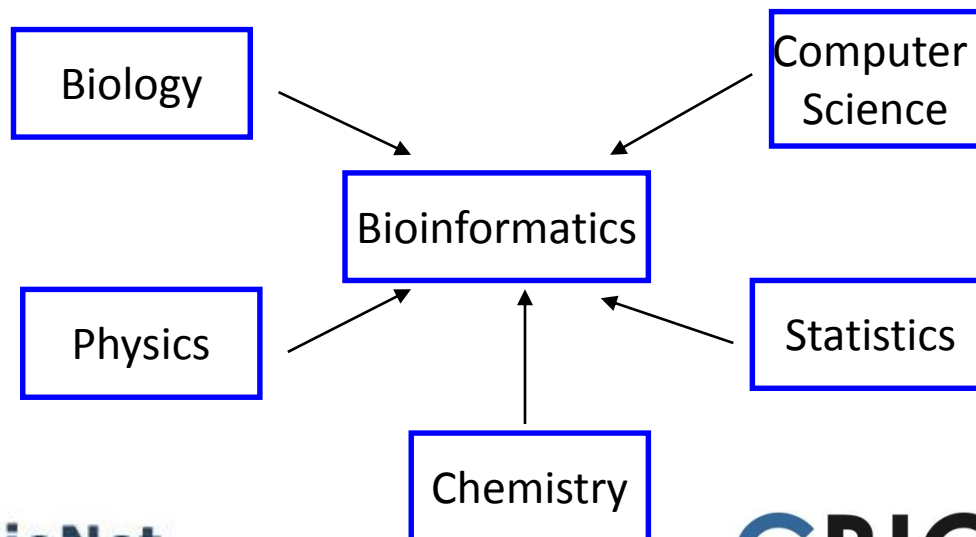 Biology
Computer
Science
Bioinformatics
Physics
Statistics
Chemistry